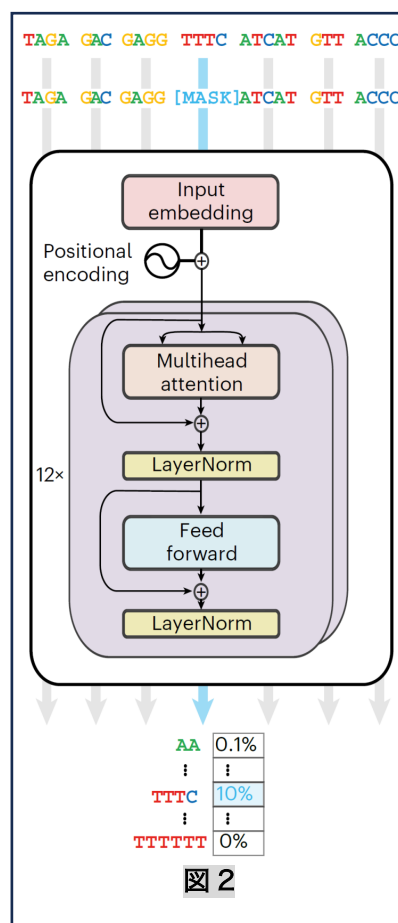 TAGA GAC GAGG TTTC ATCAT GTT ACCC
TAGA GAC GAGG [MASK]ATCAT GTT ACCC
Input
embedding
Positional
encoding
+
Multihead
attention
+
LayerNorm
12×
Feed
forward
+
LayerNorm
AA 0.1%
⋮ ⋮
TTTC 10%
⋮ ⋮
TTTTTT 0%
図 2